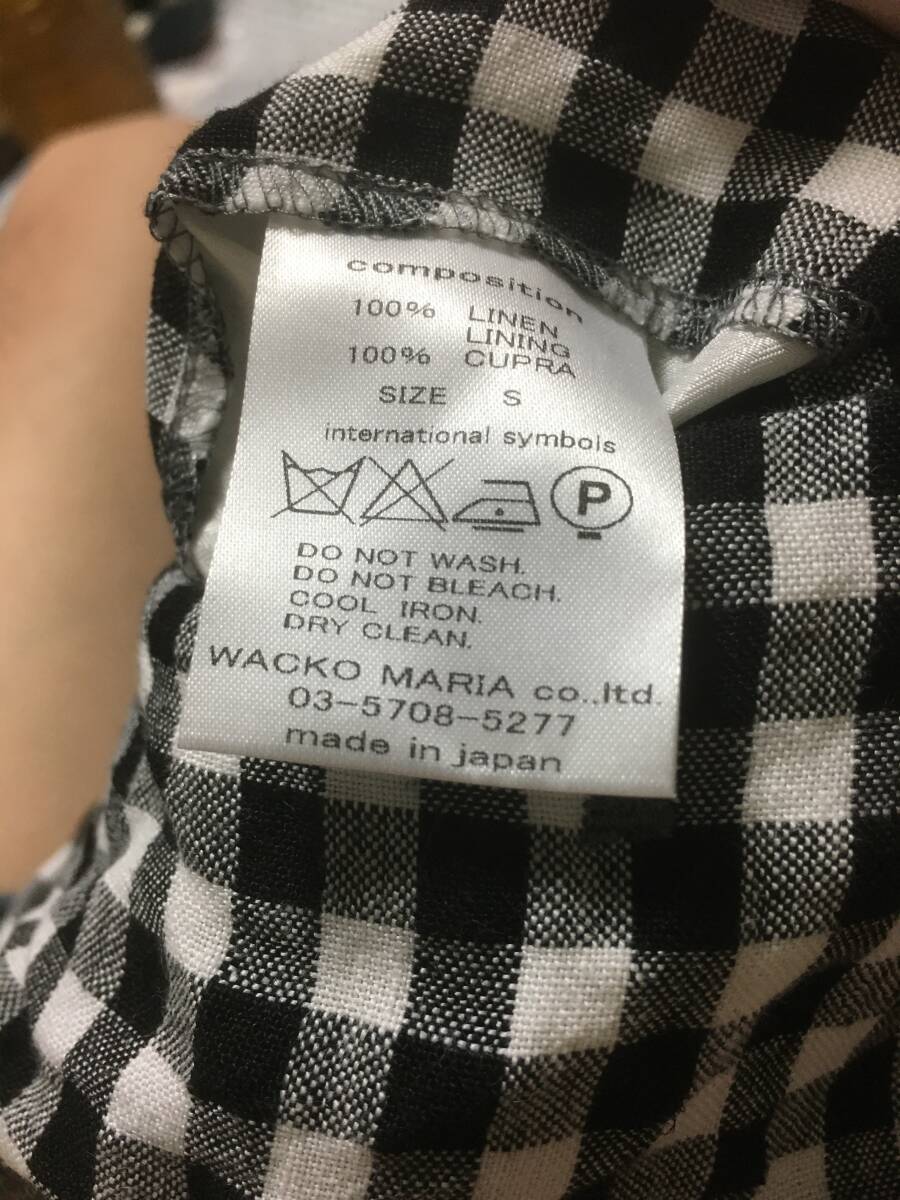 composition
100% LINEN
LINING
100% CUPRA
SIZE S
international symbols
P
DO NOT WASH.
DO NOT BLEACH.
COOL IRON.
DRY CLEAN.
WACKO MARIA co.,ltd.
03-5708-5277
made in japan